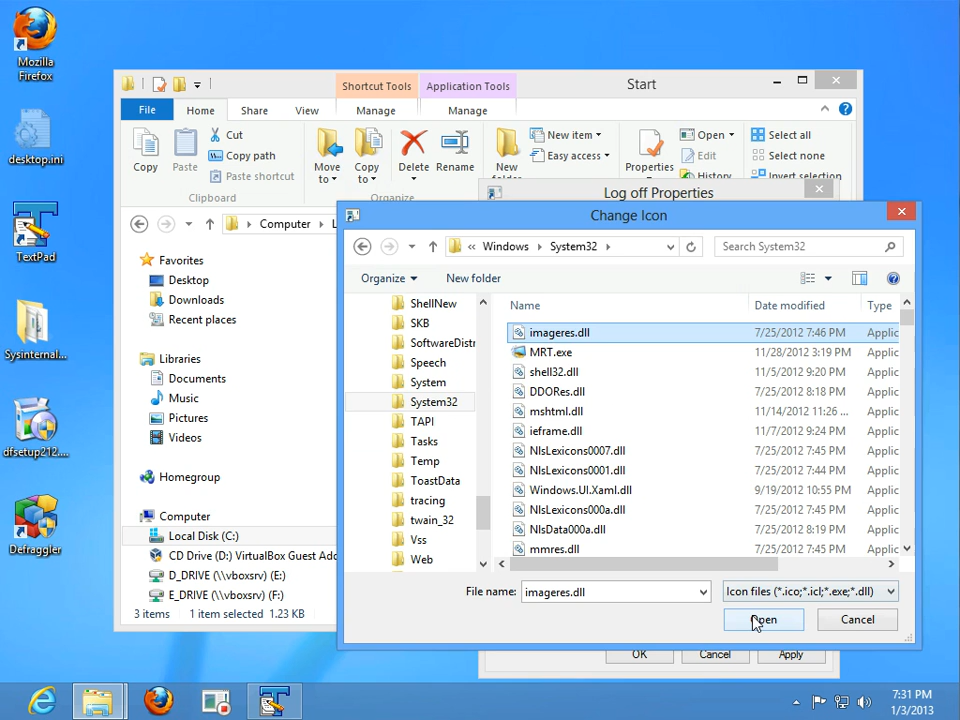 Mozilla
Firefox
desktop.ini
TextPad
Sysinternal...
dfsetup212....
Defraggler
Shortcut Tools
Application Tools
Start
File
Home
Share
View
Manage
Manage
Copy
Paste
Cut
Copy path
Paste shortcut
Clipboard
Move
to
Copy
to
Delete
Rename
Organize
New
New item
Easy access
Properties
Open
Edit
History
Select all
Select none
Invert selection
Log off Properties
Computer
Favorites
Desktop
Downloads
Recent places
Libraries
Documents
Music
Pictures
Videos
Homegroup
Computer
Local Disk (C:)
CD Drive (D:) VirtualBox Guest Ad
D_DRIVE (\\vboxsrv) (E:)
E_DRIVE (\\vboxsrv) (F:)
3 items 1 item selected 1.23 KB
Change Icon
« Windows System32
Search System32
Organize
New folder
ShellNew
SKB
SoftwareDistr
Speech
System
System32
TAPI
Tasks
Temp
ToastData
tracing
twain_32
Vss
Web
Name Date modified Type
imageres.dll 7/25/2012 7:46 PM Applic
MRT.exe 11/28/2012 3:19 PM Applic
shell32.dll 11/5/2012 9:20 PM Applic
DDORes.dll 7/25/2012 8:18 PM Applic
mshtml.dll 11/14/2012 11:26 ... Applic
ieframe.dll 11/7/2012 9:24 PM Applic
NlsLexicons0007.dll 7/25/2012 7:45 PM Applic
NlsLexicons0001.dll 7/25/2012 7:44 PM Applic
Windows.UI.Xaml.dll 9/19/2012 10:55 PM Applic
NlsLexicons000a.dll 7/25/2012 7:45 PM Applic
NlsData000a.dll 7/25/2012 8:19 PM Applic
mmres.dll 7/25/2012 7:45 PM Applic
File name: imageres.dll
Icon files (*.ico;*.icl;*.exe;*.dll)
Open
Cancel
OK
Cancel
Apply
7:31 PM
1/3/2013